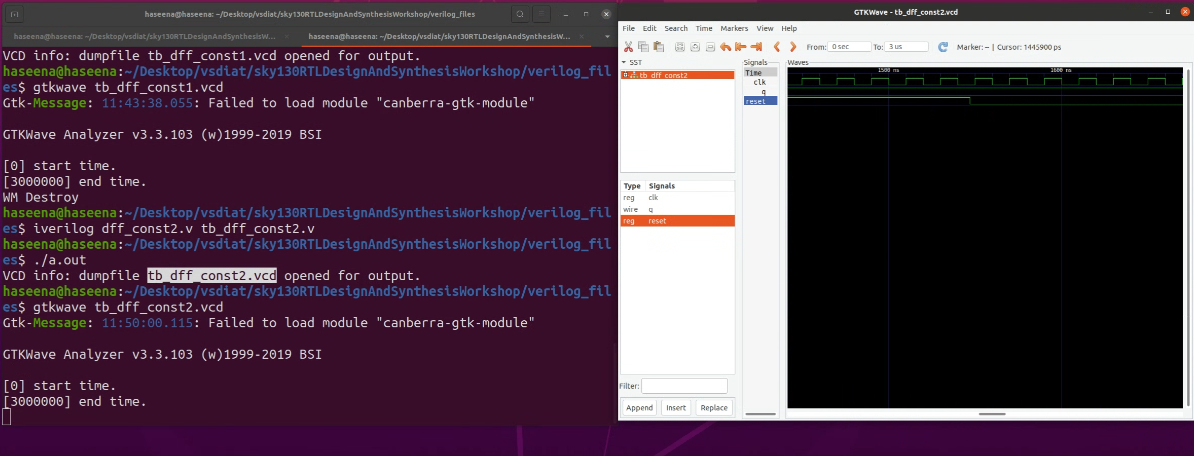 haseena@haseena: ~/Desktop/vsdiat/sky130RTLDesignAndSynthesisWorkshop/verilog_files
haseena@haseena: ~/Desktop/vsdiat/sky130RTLDesignAndSynthesisW...
haseena@haseena: ~/Desktop/vsdiat/sky130RTLDesignAndSynthesisW...
VCD info: dumpfile tb_dff_const1.vcd opened for output.
haseena@haseena:~/Desktop/vsdiat/sky130RTLDesignAndSynthesisWorkshop/verilog_fil
es$ gtkwave tb_dff_const1.vcd
Gtk-Message: 11:43:38.055: Failed to load module "canberra-gtk-module"
GTKWave Analyzer v3.3.103 (w)1999-2019 BSI
[0] start time.
[3000000] end time.
WM Destroy
haseena@haseena:~/Desktop/vsdiat/sky130RTLDesignAndSynthesisWorkshop/verilog_fil
es$ iverilog dff_const2.v tb_dff_const2.v
haseena@haseena:~/Desktop/vsdiat/sky130RTLDesignAndSynthesisWorkshop/verilog_fil
es$ ./a.out
VCD info: dumpfile tb_dff_const2.vcd opened for output.
haseena@haseena:~/Desktop/vsdiat/sky130RTLDesignAndSynthesisWorkshop/verilog_fil
es$ gtkwave tb_dff_const2.vcd
Gtk-Message: 11:50:00.115: Failed to load module "canberra-gtk-module"
GTKWave Analyzer v3.3.103 (w)1999-2019 BSI
[0] start time.
[3000000] end time.
GTKWave - tb_dff_const2.vcd
File Edit Search Time Markers View Help
From: 0 sec To: 3 us Marker: -- | Cursor: 1445900 ps
SST
tb_dff_const2
Type Signals
reg clk
wire q
reg reset
Filter:
Append Insert Replace
Signals
Time
clk
q
reset
Waves
1500 ns 1600 ns